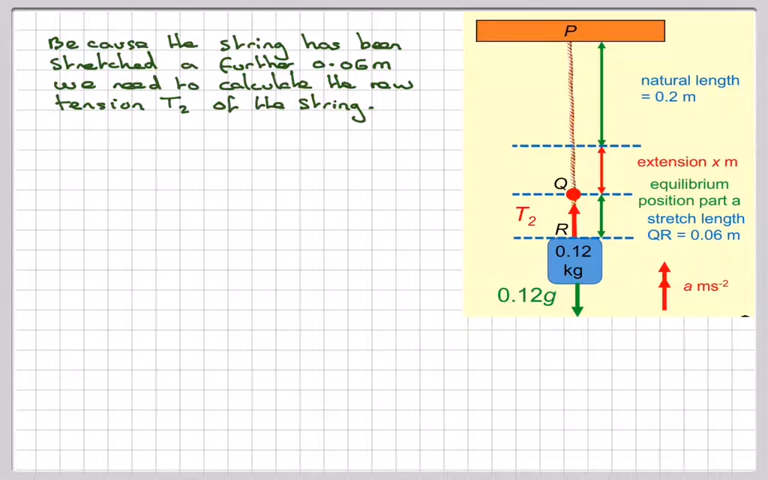 Because the string has been
stretched a further 0.06m
we need to calculate the new
tension T₂ of the string.
P
natural length
= 0.2 m
extension x m
Q
equilibrium
position part a
T₂
stretch length
QR = 0.06 m
R
0.12
kg
0.12g
a ms⁻²